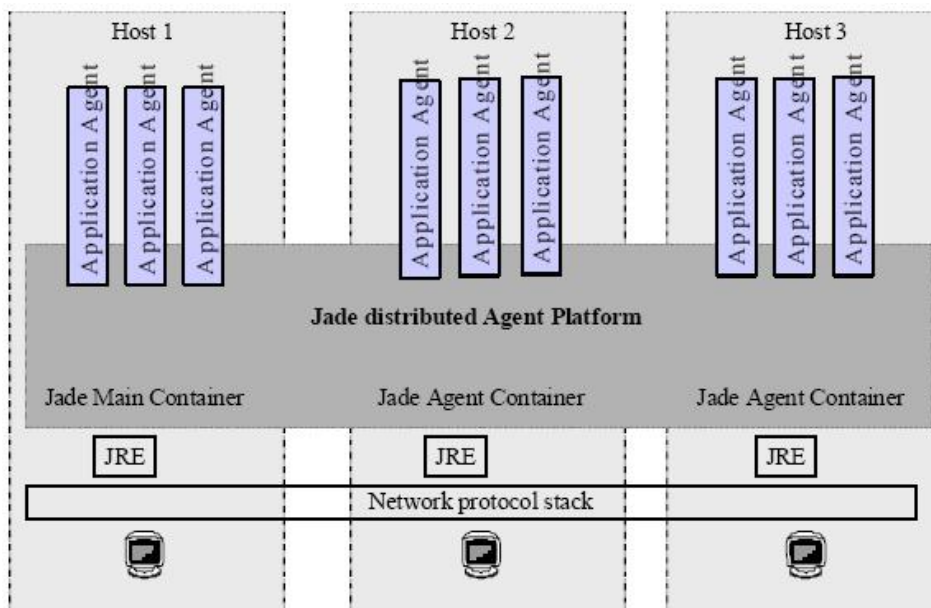 Host 1
Host 2
Host 3
Application Agent
Application Agent
Application Agent
Application Agent
Application Agent
Application Agent
Application Agent
Application Agent
Application Agent
Jade distributed Agent Platform
Jade Main Container
Jade Agent Container
Jade Agent Container
JRE
JRE
JRE
Network protocol stack